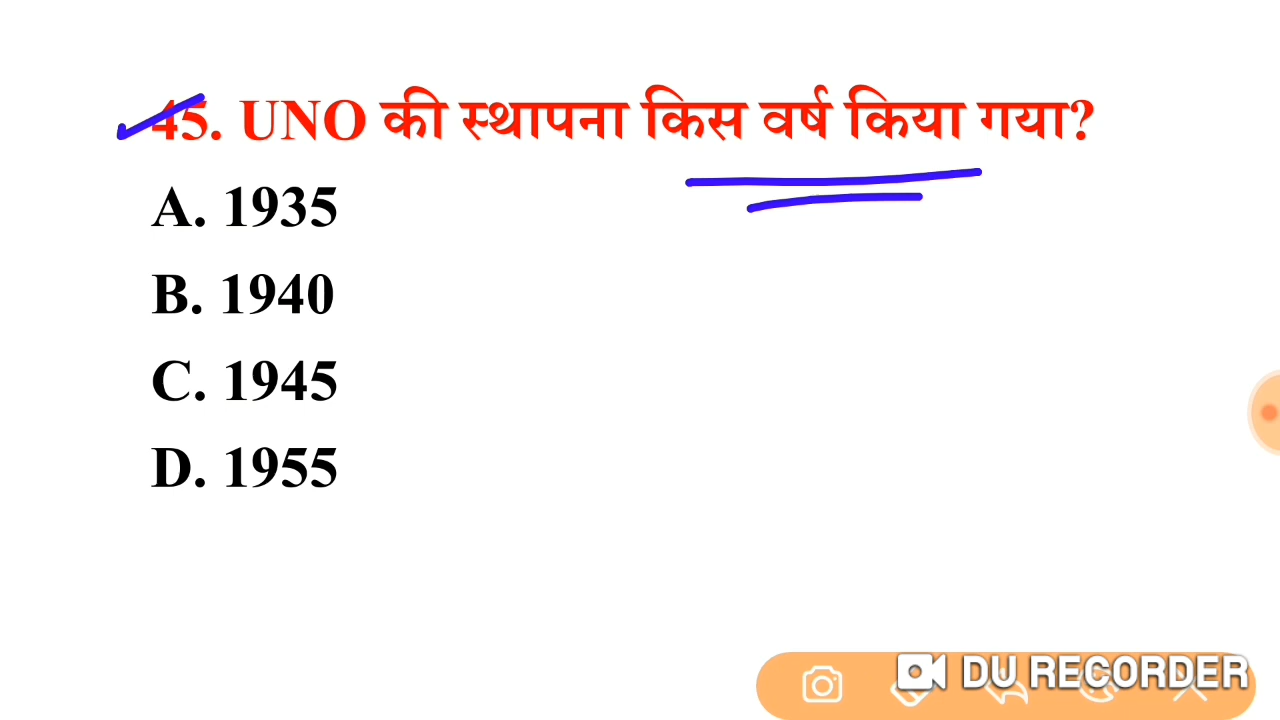 45. UNO की स्थापना किस वर्ष किया गया?
A. 1935
B. 1940
C. 1945
D. 1955
DU RECORDER